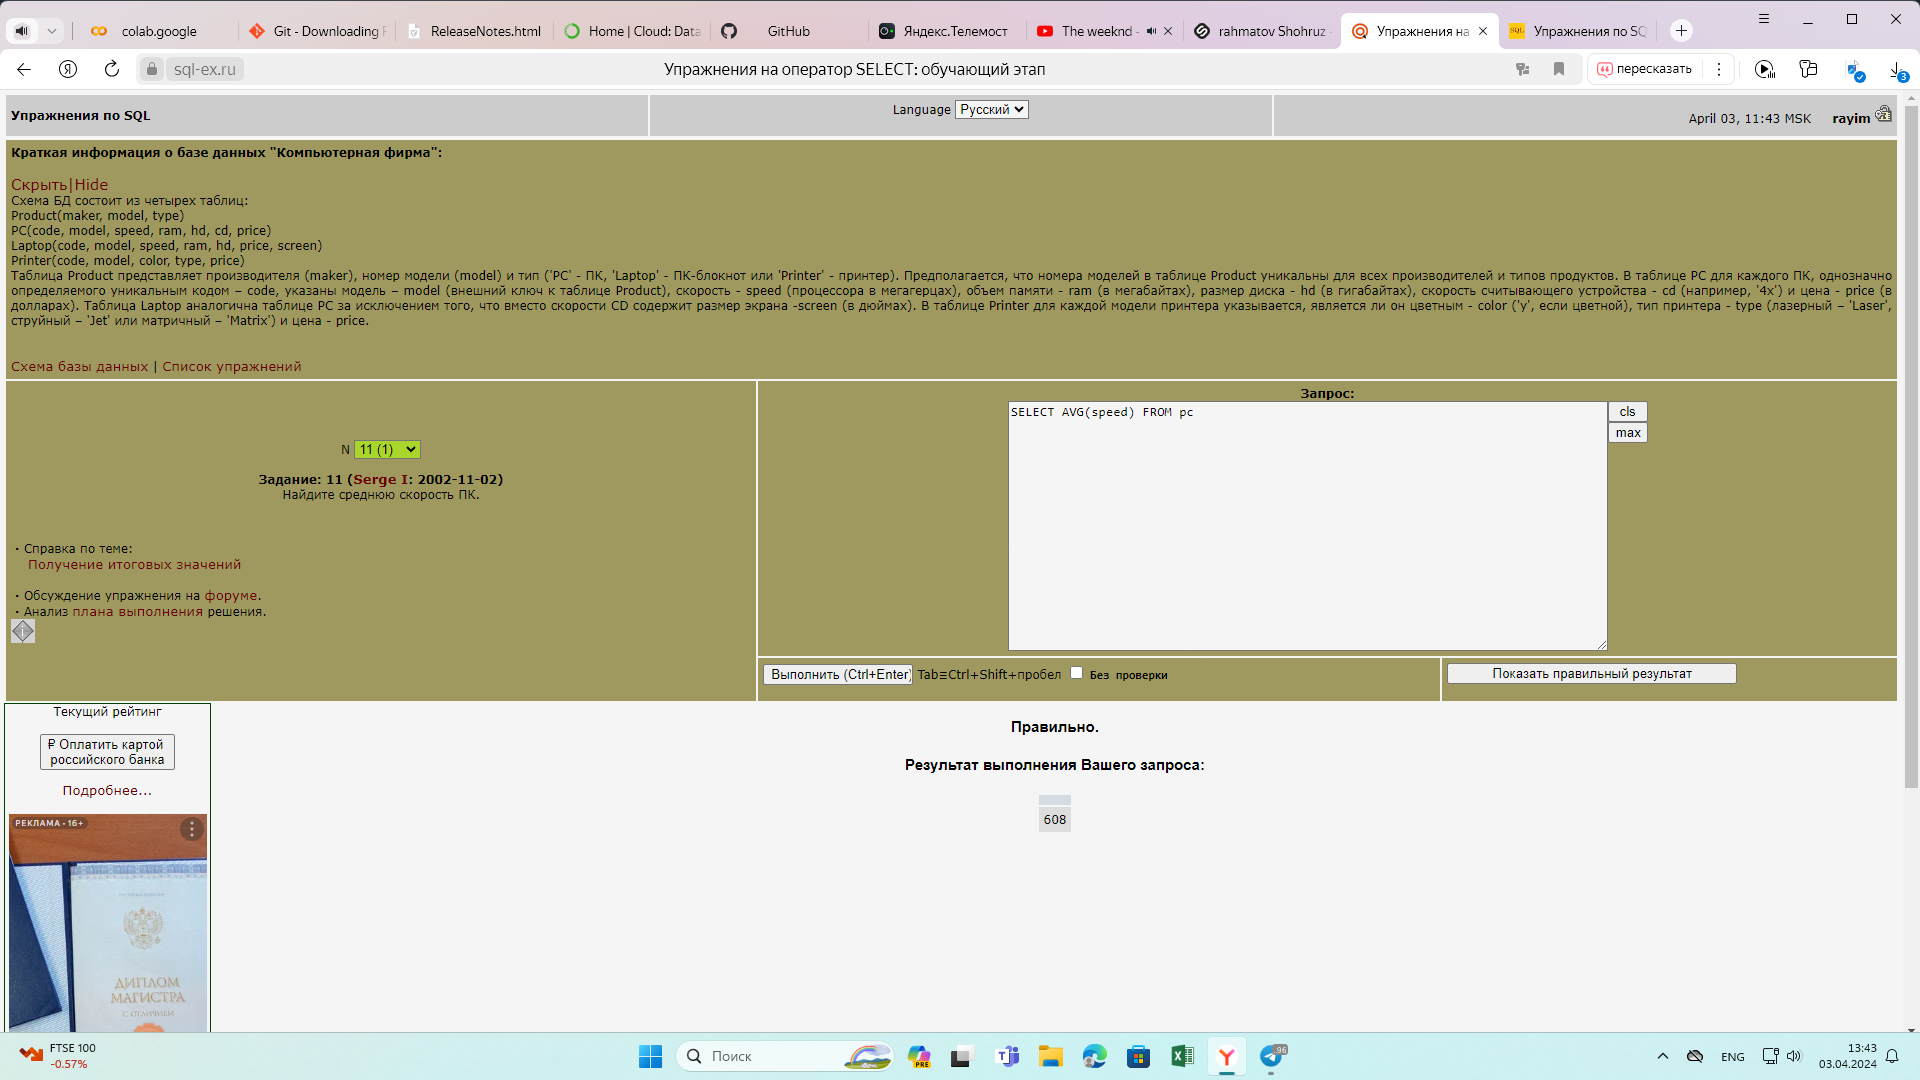 colab.google
Git - Downloading P
ReleaseNotes.html
Home | Cloud: Data
GitHub
Яндекс.Телемост
The weeknd -
rahmatov Shohruz -
Упражнения на
Упражнения по SQ
sql-ex.ru
Упражнения на оператор SELECT: обучающий этап
пересказать
3
Упражнения по SQL
Language Русский
April 03, 11:43 MSK rayim
Краткая информация о базе данных "Компьютерная фирма":
Скрыть|Hide
Схема БД состоит из четырех таблиц:
Product(maker, model, type)
PC(code, model, speed, ram, hd, cd, price)
Laptop(code, model, speed, ram, hd, price, screen)
Printer(code, model, color, type, price)
Таблица Product представляет производителя (maker), номер модели (model) и тип ('PC' - ПК, 'Laptop' - ПК-блокнот или 'Printer' - принтер). Предполагается, что номера моделей в таблице Product уникальны для всех производителей и типов продуктов. В таблице PC для каждого ПК, однозначно
определяемого уникальным кодом – code, указаны модель – model (внешний ключ к таблице Product), скорость - speed (процессора в мегагерцах), объем памяти - ram (в мегабайтах), размер диска - hd (в гигабайтах), скорость считывающего устройства - cd (например, '4x') и цена - price (в
долларах). Таблица Laptop аналогична таблице РС за исключением того, что вместо скорости CD содержит размер экрана -screen (в дюймах). В таблице Printer для каждой модели принтера указывается, является ли он цветным - color ('y', если цветной), тип принтера - type (лазерный – 'Laser',
струйный – 'Jet' или матричный – 'Matrix') и цена - price.
Схема базы данных | Список упражнений
Запрос:
SELECT AVG(speed) FROM pc
cls
max
N 11 (1)
Задание: 11 (Serge I: 2002-11-02)
Найдите среднюю скорость ПК.
• Справка по теме:
Получение итоговых значений
• Обсуждение упражнения на форуме.
• Анализ плана выполнения решения.
Выполнить (Ctrl+Enter) Tab≡Ctrl+Shift+пробел Без проверки
Показать правильный результат
Текущий рейтинг
₽ Оплатить картой
российского банка
Подробнее...
Правильно.
Результат выполнения Вашего запроса:
608
РЕКЛАМА • 16+
ДИПЛОМ
МАГИСТРА
С ОТЛИЧИЕМ
FTSE 100
-0.57%
Поиск
PRE
96
ENG
13:43
03.04.2024